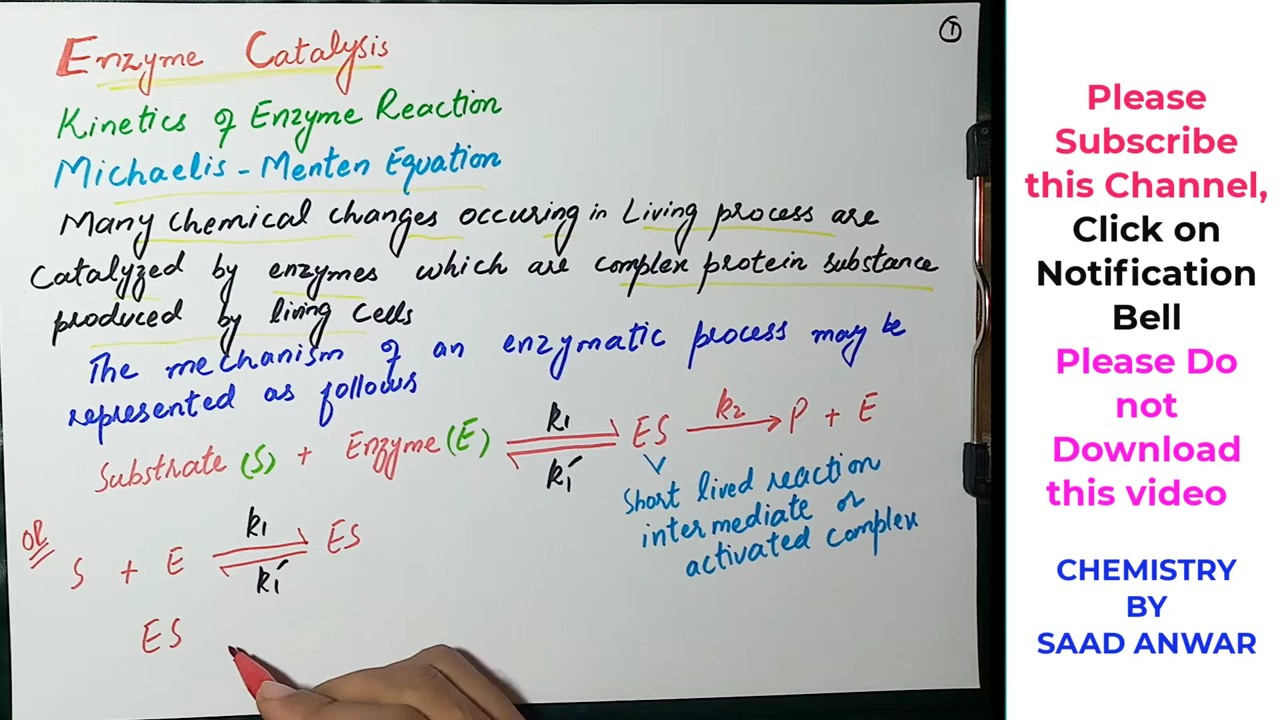 ①
Enzyme Catalysis
Kinetics of Enzyme Reaction
Michaelis - Menten Equation
Many chemical changes occuring in Living process are
Catalyzed by enzymes which are complex protein substance
produced by living cells
The mechanism of an enzymatic process may be
represented as follows
Substrate (S) + Enzyme (E) k₁ ⇌ k₁′ ES k₂ → P + E
Short lived reaction
intermediate or
activated complex
OR
S + E k₁ ⇌ k₁′ ES
ES
Please
Subscribe
this Channel,
Click on
Notification
Bell
Please Do
not
Download
this video
CHEMISTRY
BY
SAAD ANWAR